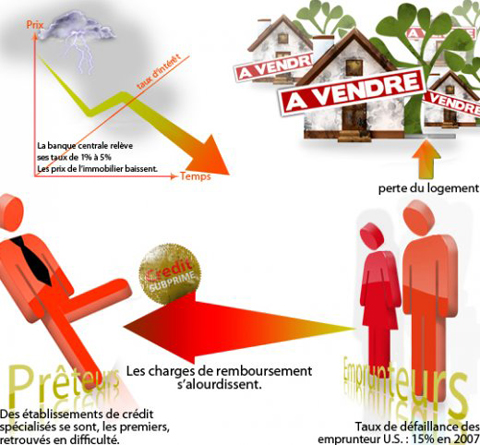 Prix
taux d'intérêt
La banque centrale relève
ses taux de 1% à 5%
Les prix de l'immobilier baissent.
Temps
A VENDRE
A VENDRE
A VENDRE
perte du logement
Crédit
SUBPRIME
Les charges de remboursement
s'alourdissent.
Prêteurs
Emprunteurs
Des établissements de crédit
spécialisés se sont, les premiers,
retrouvés en difficulté.
Taux de défaillance des
emprunteur U.S. : 15% en 2007